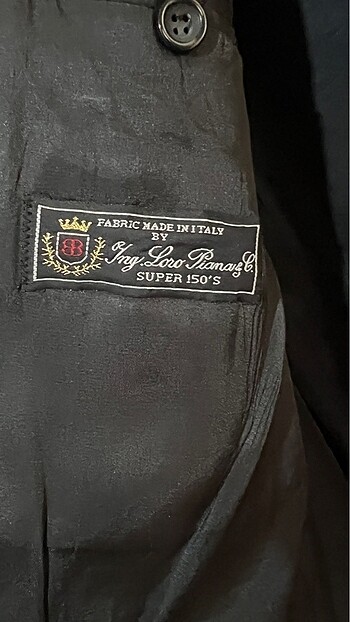 FABRIC MADE IN ITALY
BY
Ing. Loro Piana & C.
SUPER 150'S